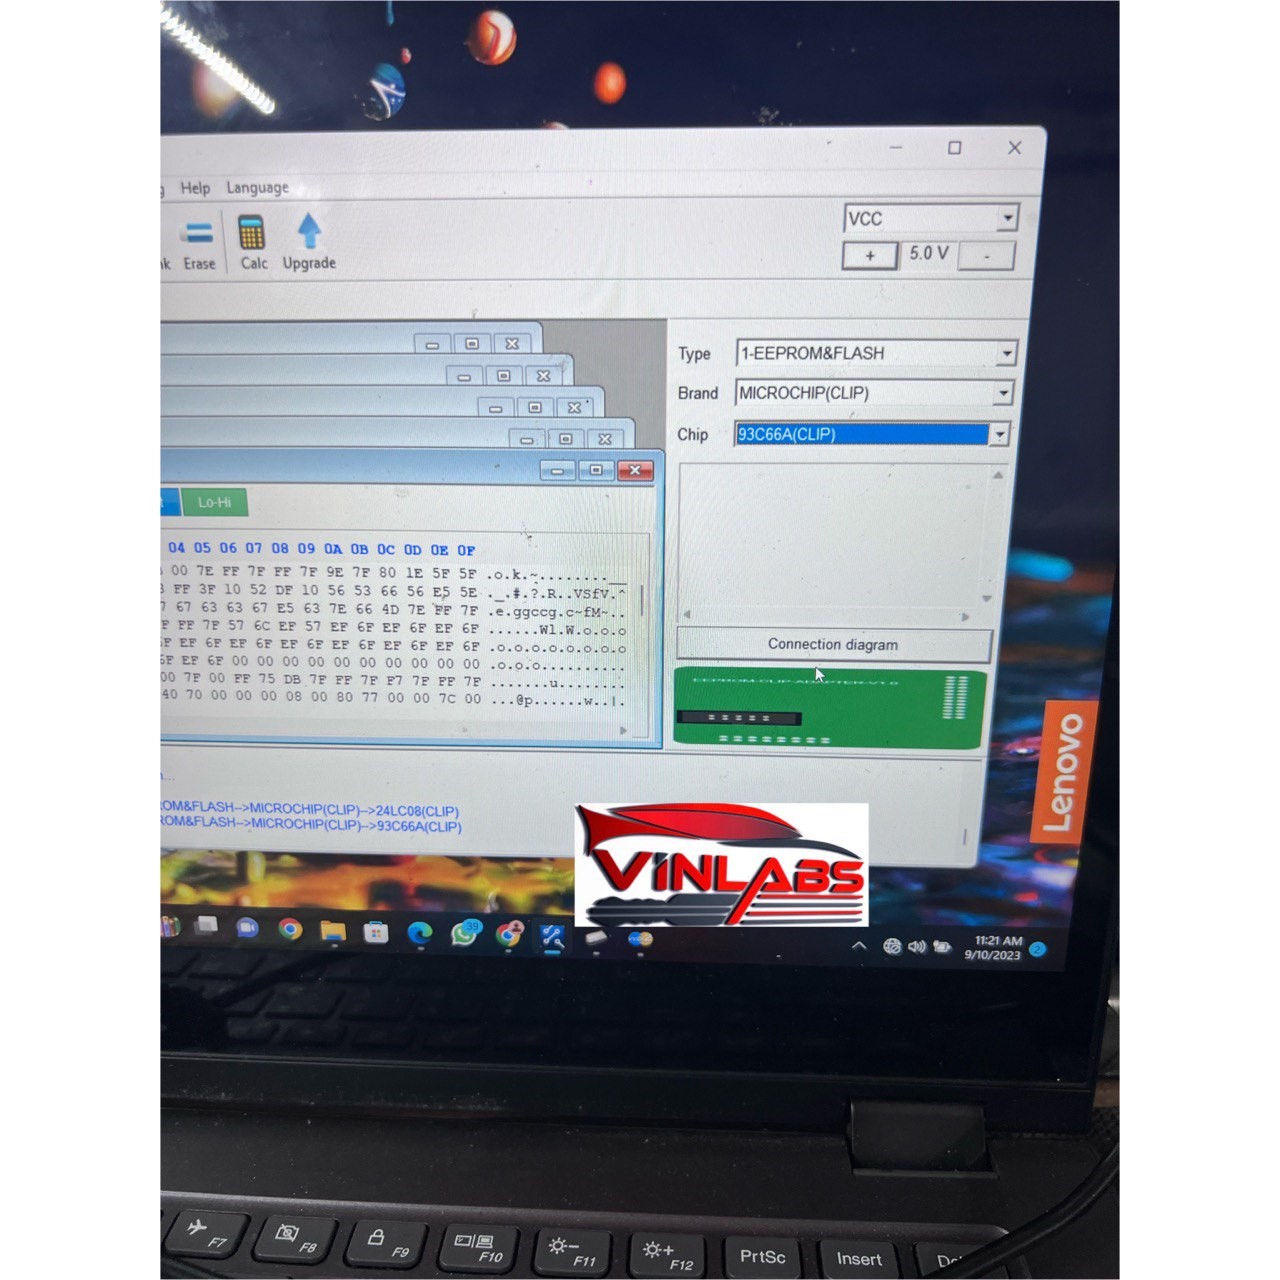 Help Language
Erase Calc Upgrade
VCC
+ 5.0 V -
Type 1-EEPROM&FLASH
Brand MICROCHIP(CLIP)
Chip 93C66A(CLIP)
Lo-Hi
04 05 06 07 08 09 0A 0B 0C 0D 0E 0F
00 7E FF 7F FF 7F 9E 7F 80 1E 5F 5F .o.k.~........__
FF 3F 10 52 DF 10 56 53 66 56 E5 5E ._.#.?.R..VSfV.^
67 63 63 67 E5 63 7E 66 4D 7E FF 7F .e.ggccg.c~fM~..
FF 7F 57 6C EF 57 EF 6F EF 6F EF 6F ......Wl.W.o.o.o
6F EF 6F EF 6F EF 6F EF 6F EF 6F .o.o.o.o.o.o.o.o
EF 6F 00 00 00 00 00 00 00 00 00 00 .o.o.o..........
00 7F 00 FF 75 DB 7F FF 7F F7 7F FF 7F .......u........
40 70 00 00 00 08 00 80 77 00 00 7C 00 ...@p......w..|.
Connection diagram
EEPROM-CLIP-ADAPTER-V1.0
OM&FLASH-->MICROCHIP(CLIP)-->24LC08(CLIP)
ROM&FLASH-->MICROCHIP(CLIP)-->93C66A(CLIP)
Lenovo
ViNLABS
39
11:21 AM
9/10/2023
2
F7 F8 F9 F10 F11 F12 PrtSc Insert